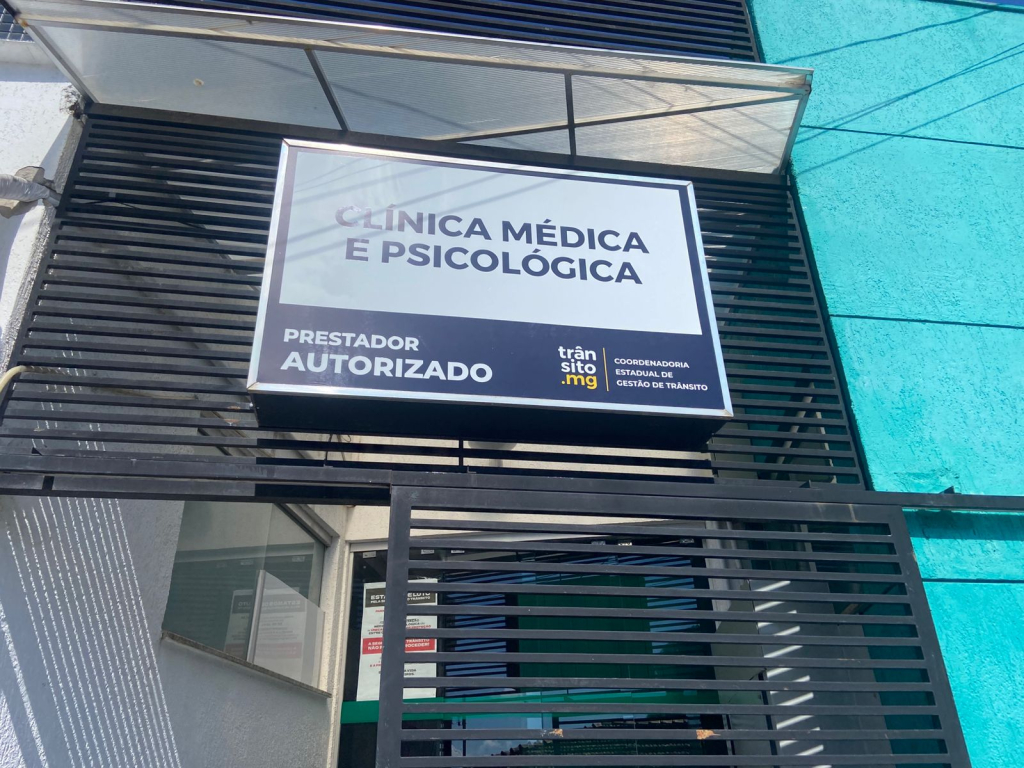 CLÍNICA MÉDICA
E PSICOLÓGICA
PRESTADOR
AUTORIZADO
trân
sito
.mg
COORDENADORIA
ESTADUAL DE
GESTÃO DE TRÂNSITO